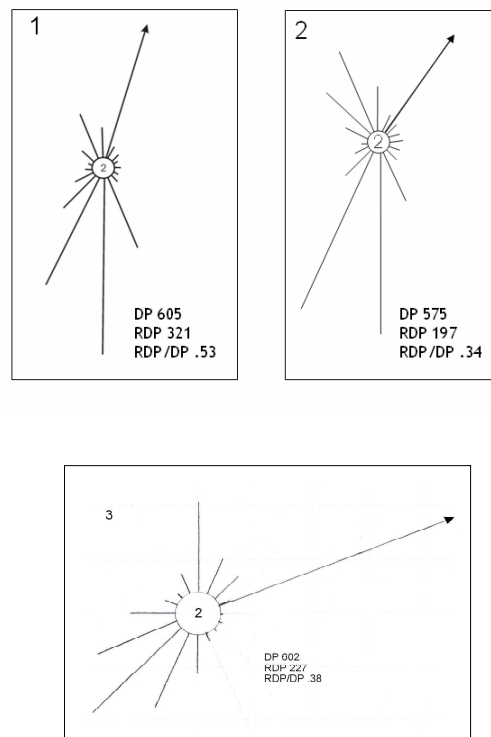 1
2
DP 605
RDP 321
RDP/DP .53
2
2
DP 575
RDP 197
RDP/DP .34
3
2
DP 602
RDP 227
RDP/DP .38